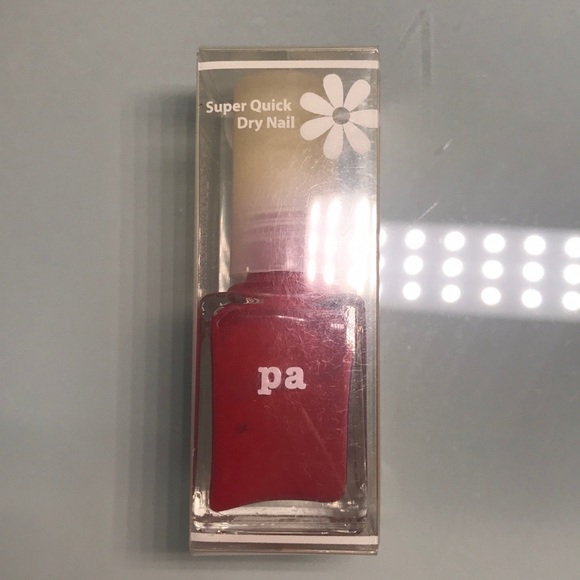 Super Quick
Dry Nail
pa